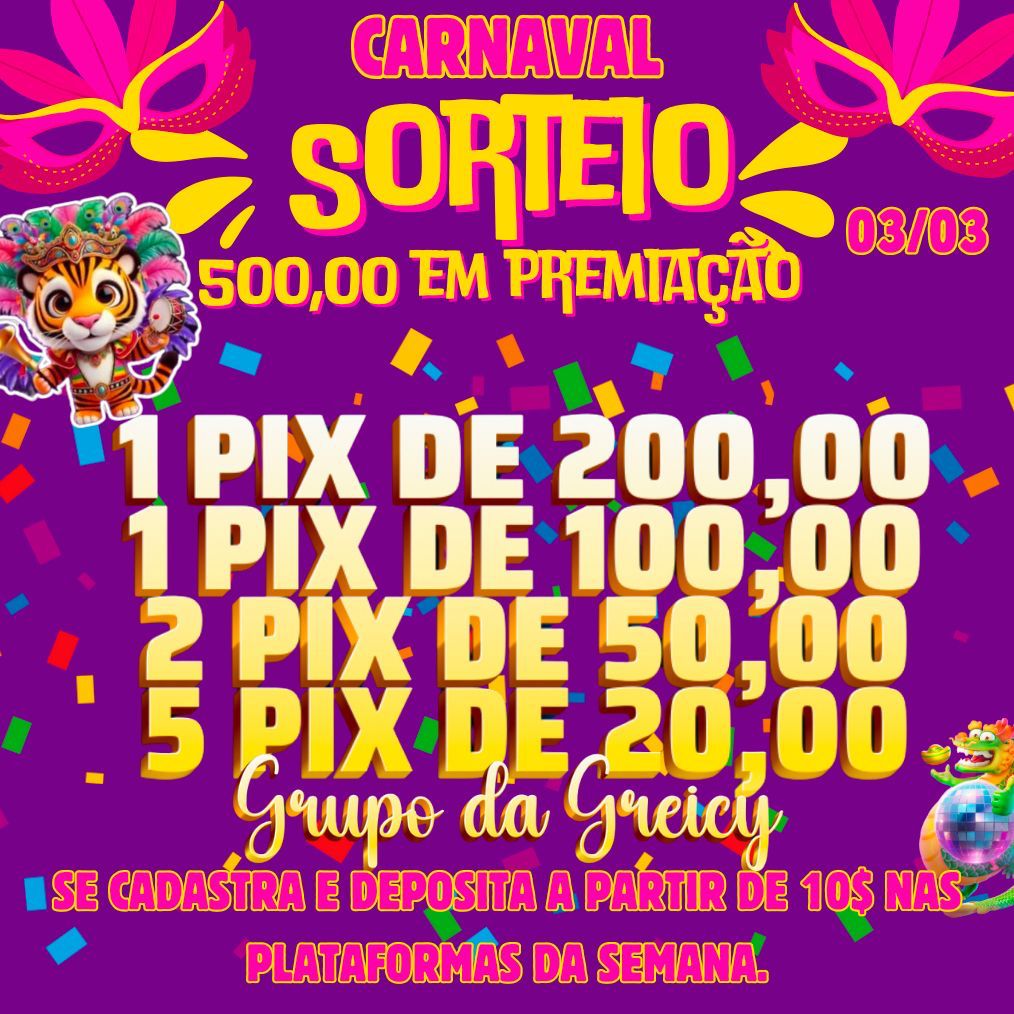 CARNAVAL
SORTEIO
03/03
500,00 EM PREMIAÇÃO
1 PIX DE 200,00
1 PIX DE 100,00
2 PIX DE 50,00
5 PIX DE 20,00
Grupo da Greicy
SE CADASTRA E DEPOSITA A PARTIR DE 10$ NAS
PLATAFORMAS DA SEMANA.